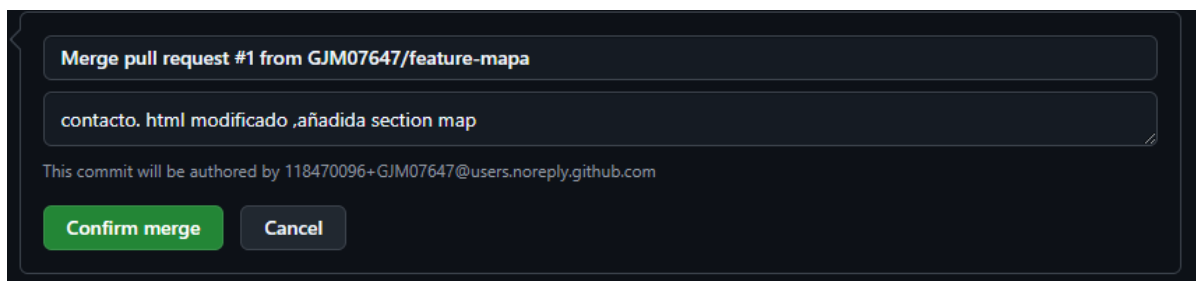 Merge pull request #1 from GJM07647/feature-mapa
contacto. html modificado ,añadida section map
This commit will be authored by 118470096+GJM07647@users.noreply.github.com
Confirm merge Cancel